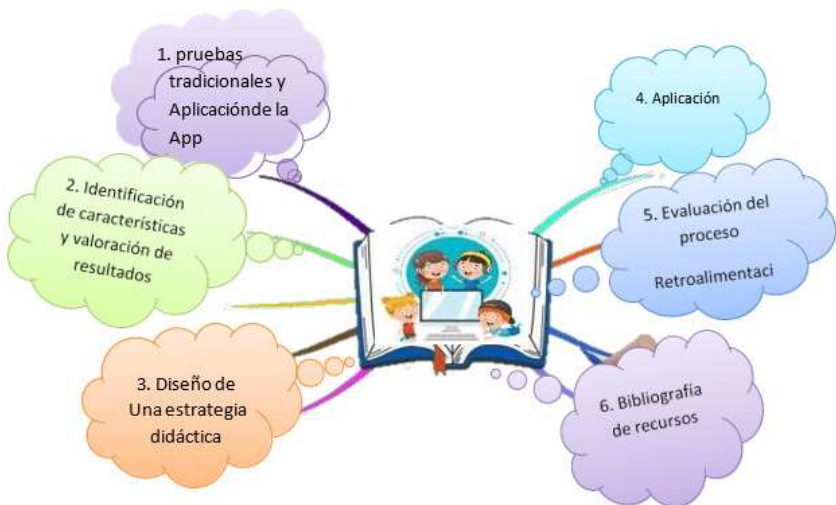 1. pruebas
tradicionales y
Aplicaciónde la
App
2. Identificación
de características
y valoración de
resultados
3. Diseño de
Una estrategia
didáctica
4. Aplicación
5. Evaluación del
proceso
Retroalimentaci
6. Bibliografía
de recursos